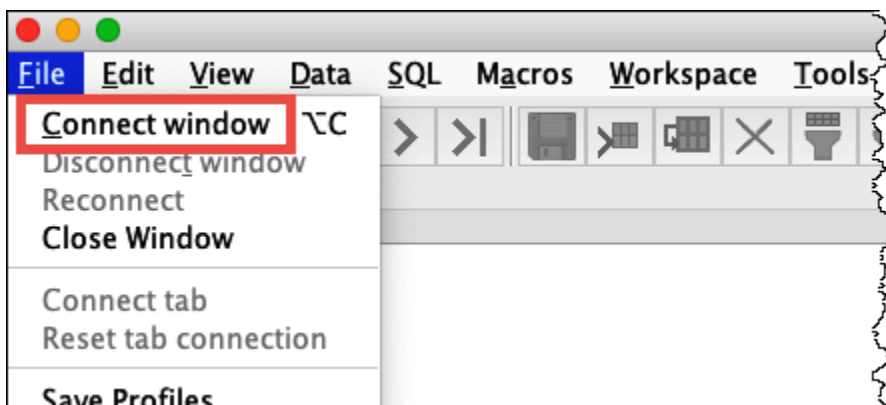 File Edit View Data SQL Macros Workspace Tools
Connect window ⌥C
Disconnect window
Reconnect
Close Window
Connect tab
Reset tab connection
Save Profiles